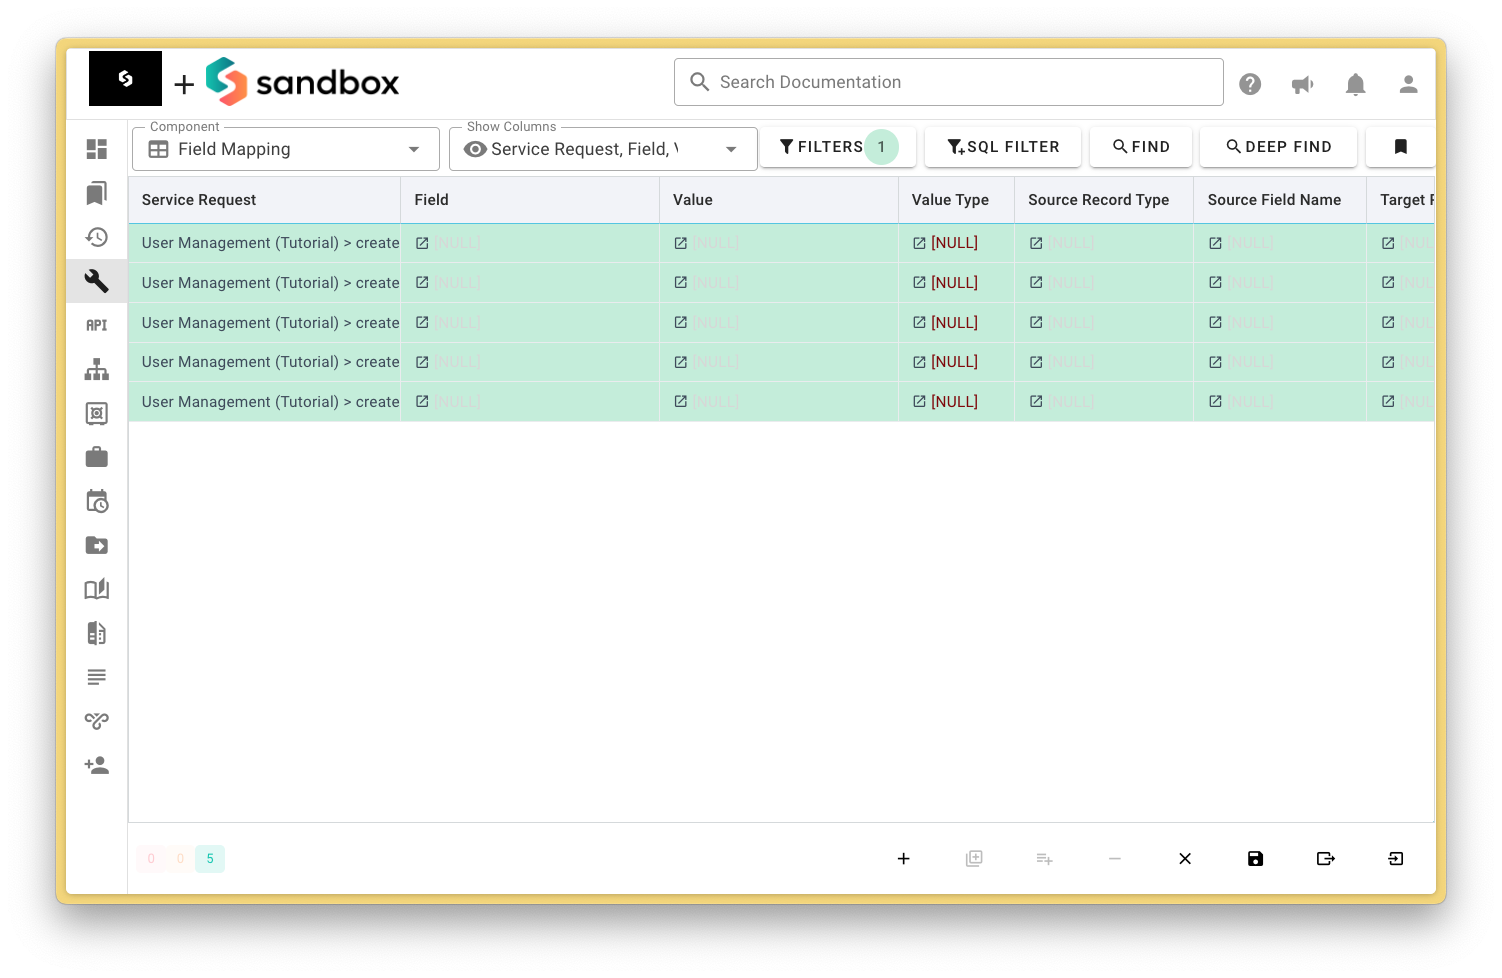 + sandbox
Search Documentation
Component
Field Mapping
Show Columns
Service Request, Field,
FILTERS 1
SQL FILTER
FIND
DEEP FIND
Service Request Field Value Value Type Source Record Type Source Field Name Target
User Management (Tutorial) > create [NULL] [NULL] [NULL] [NULL] [NULL] [NUL
User Management (Tutorial) > create [NULL] [NULL] [NULL] [NULL] [NULL] [NUL
User Management (Tutorial) > create [NULL] [NULL] [NULL] [NULL] [NULL] [NUL
User Management (Tutorial) > create [NULL] [NULL] [NULL] [NULL] [NULL] [NUL
User Management (Tutorial) > create [NULL] [NULL] [NULL] [NULL] [NULL] [NUL
API
0 0 5